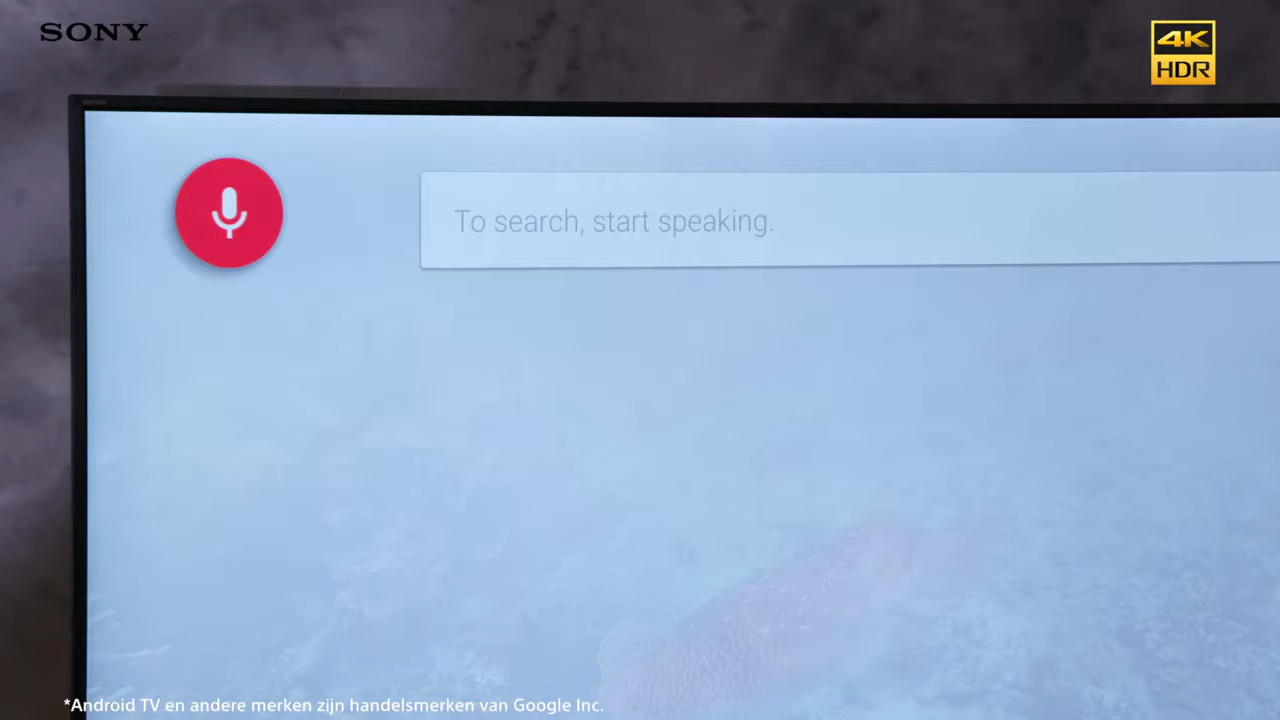 SONY
4K
HDR
To search, start speaking.
*Android TV en andere merken zijn handelsmerken van Google Inc.